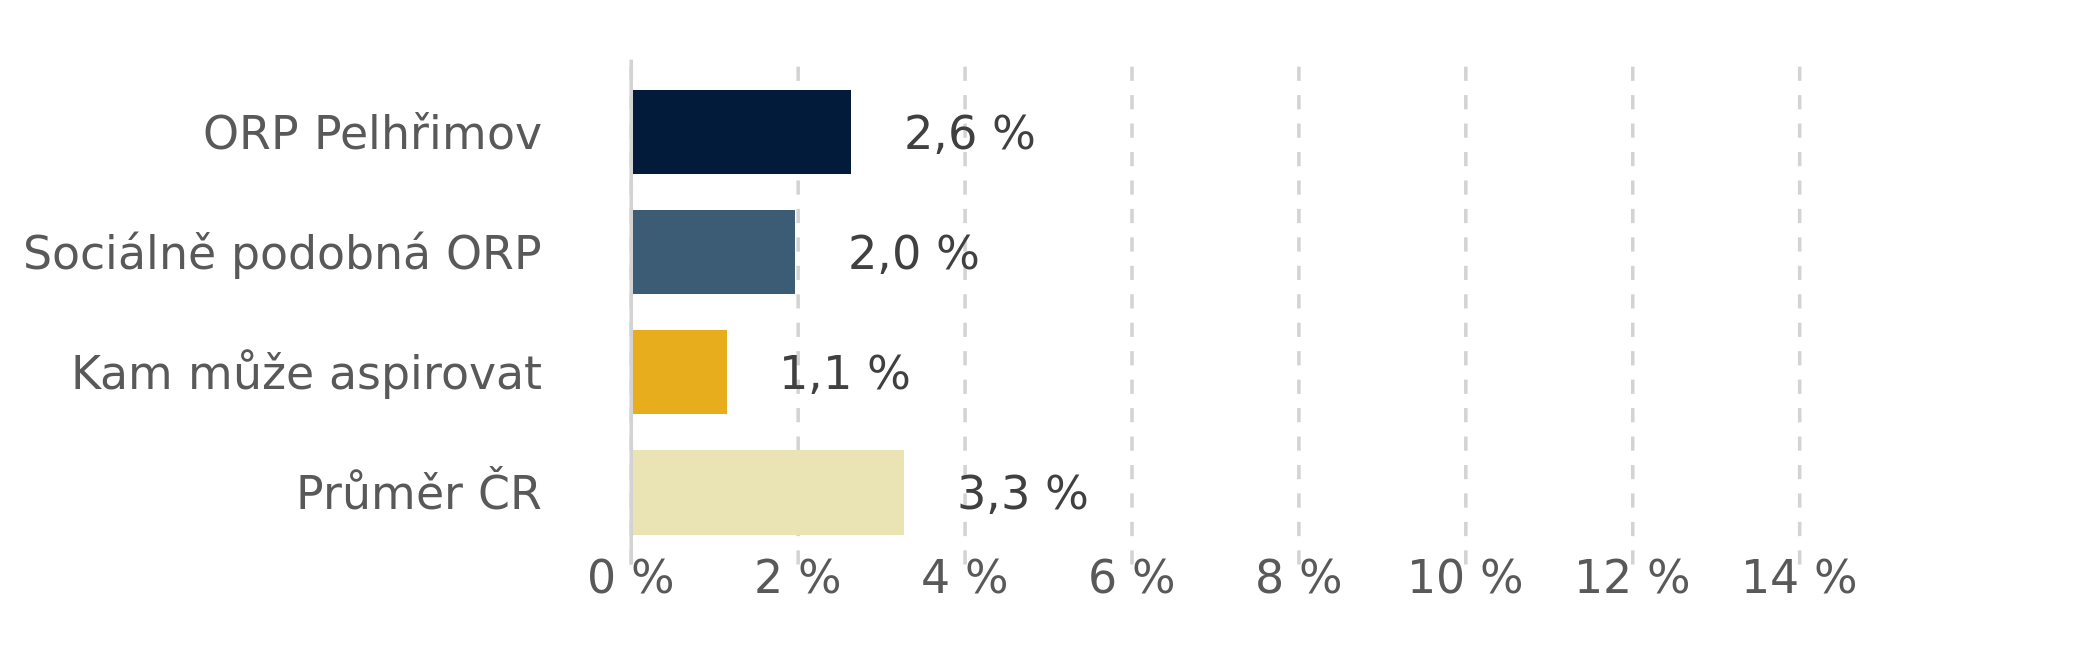 ORP Pelhřimov 2,6 %
Sociálně podobná ORP 2,0 %
Kam může aspirovat 1,1 %
Průměr ČR 3,3 %
0 % 2 % 4 % 6 % 8 % 10 % 12 % 14 %